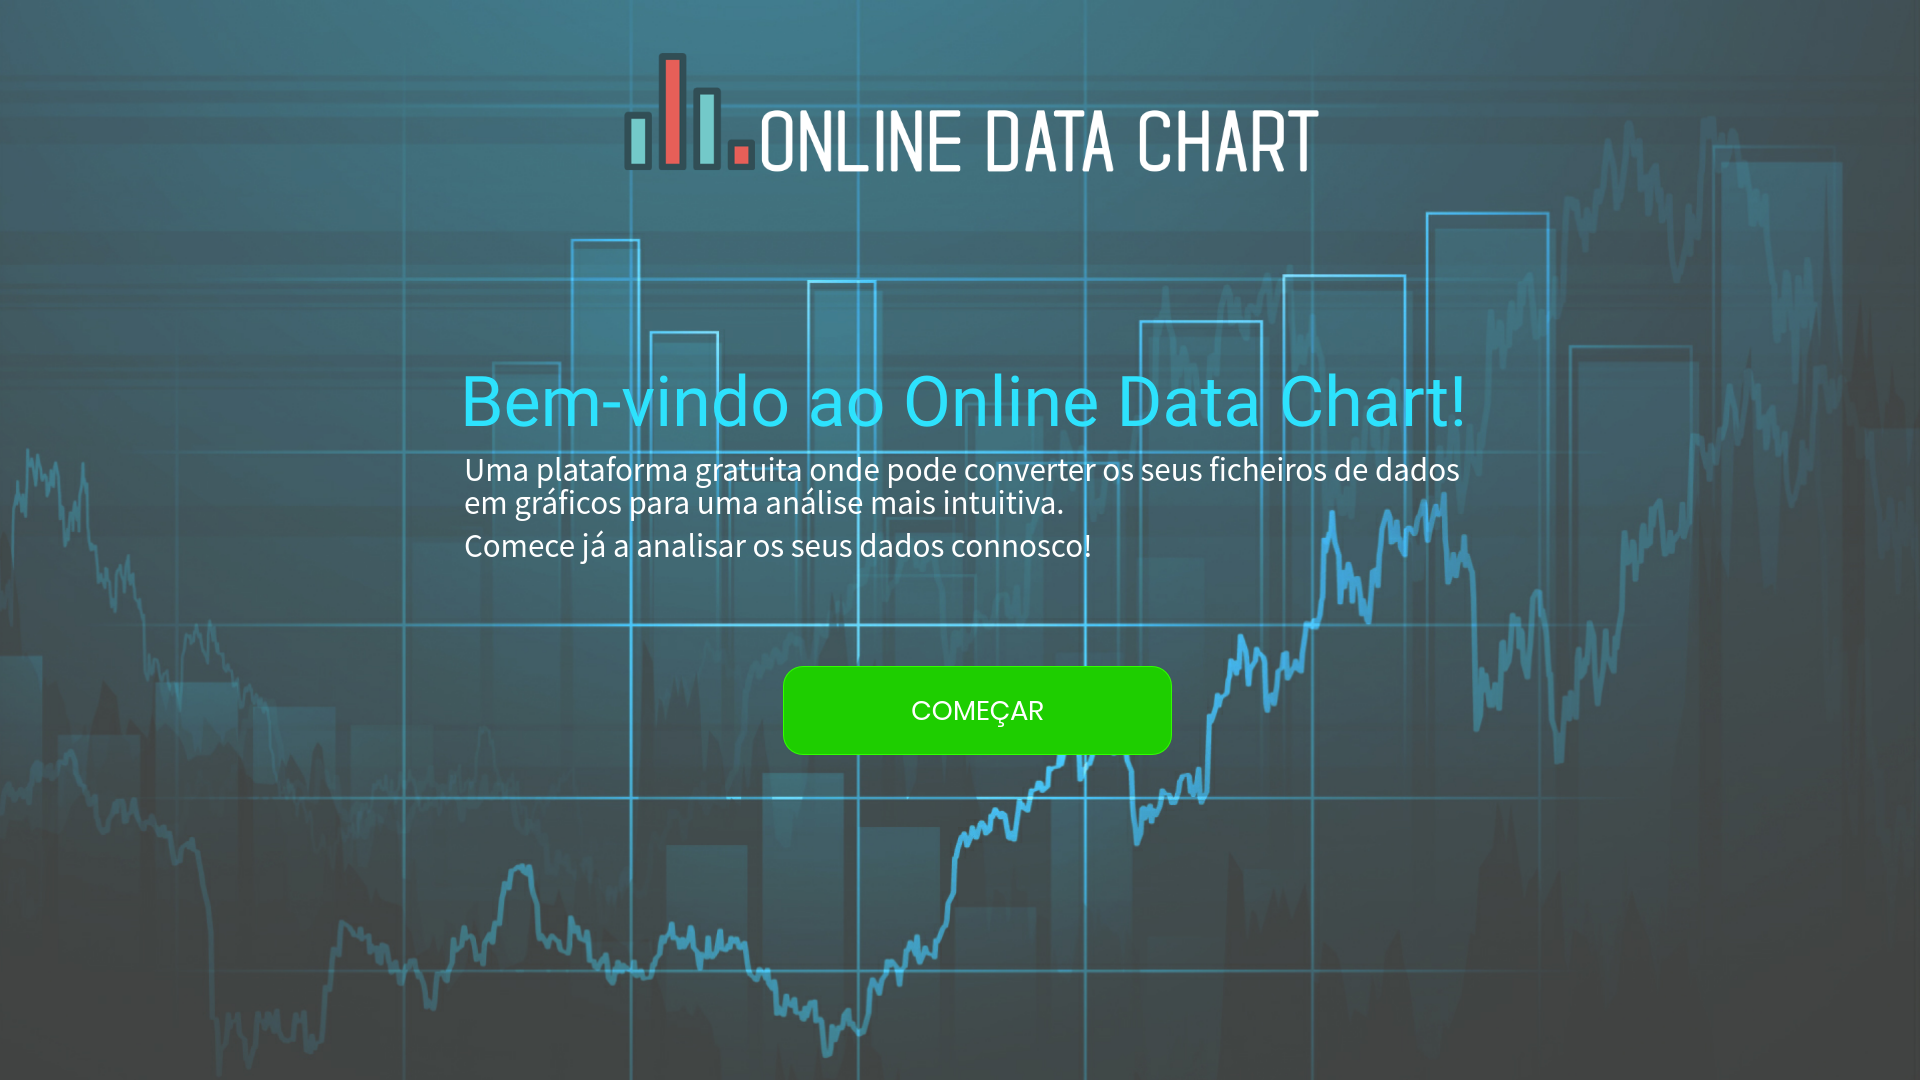 ONLINE DATA CHART
Bem-vindo ao Online Data Chart!
Uma plataforma gratuita onde pode converter os seus ficheiros de dados
em gráficos para uma análise mais intuitiva.
Comece já a analisar os seus dados connosco!
COMEÇAR